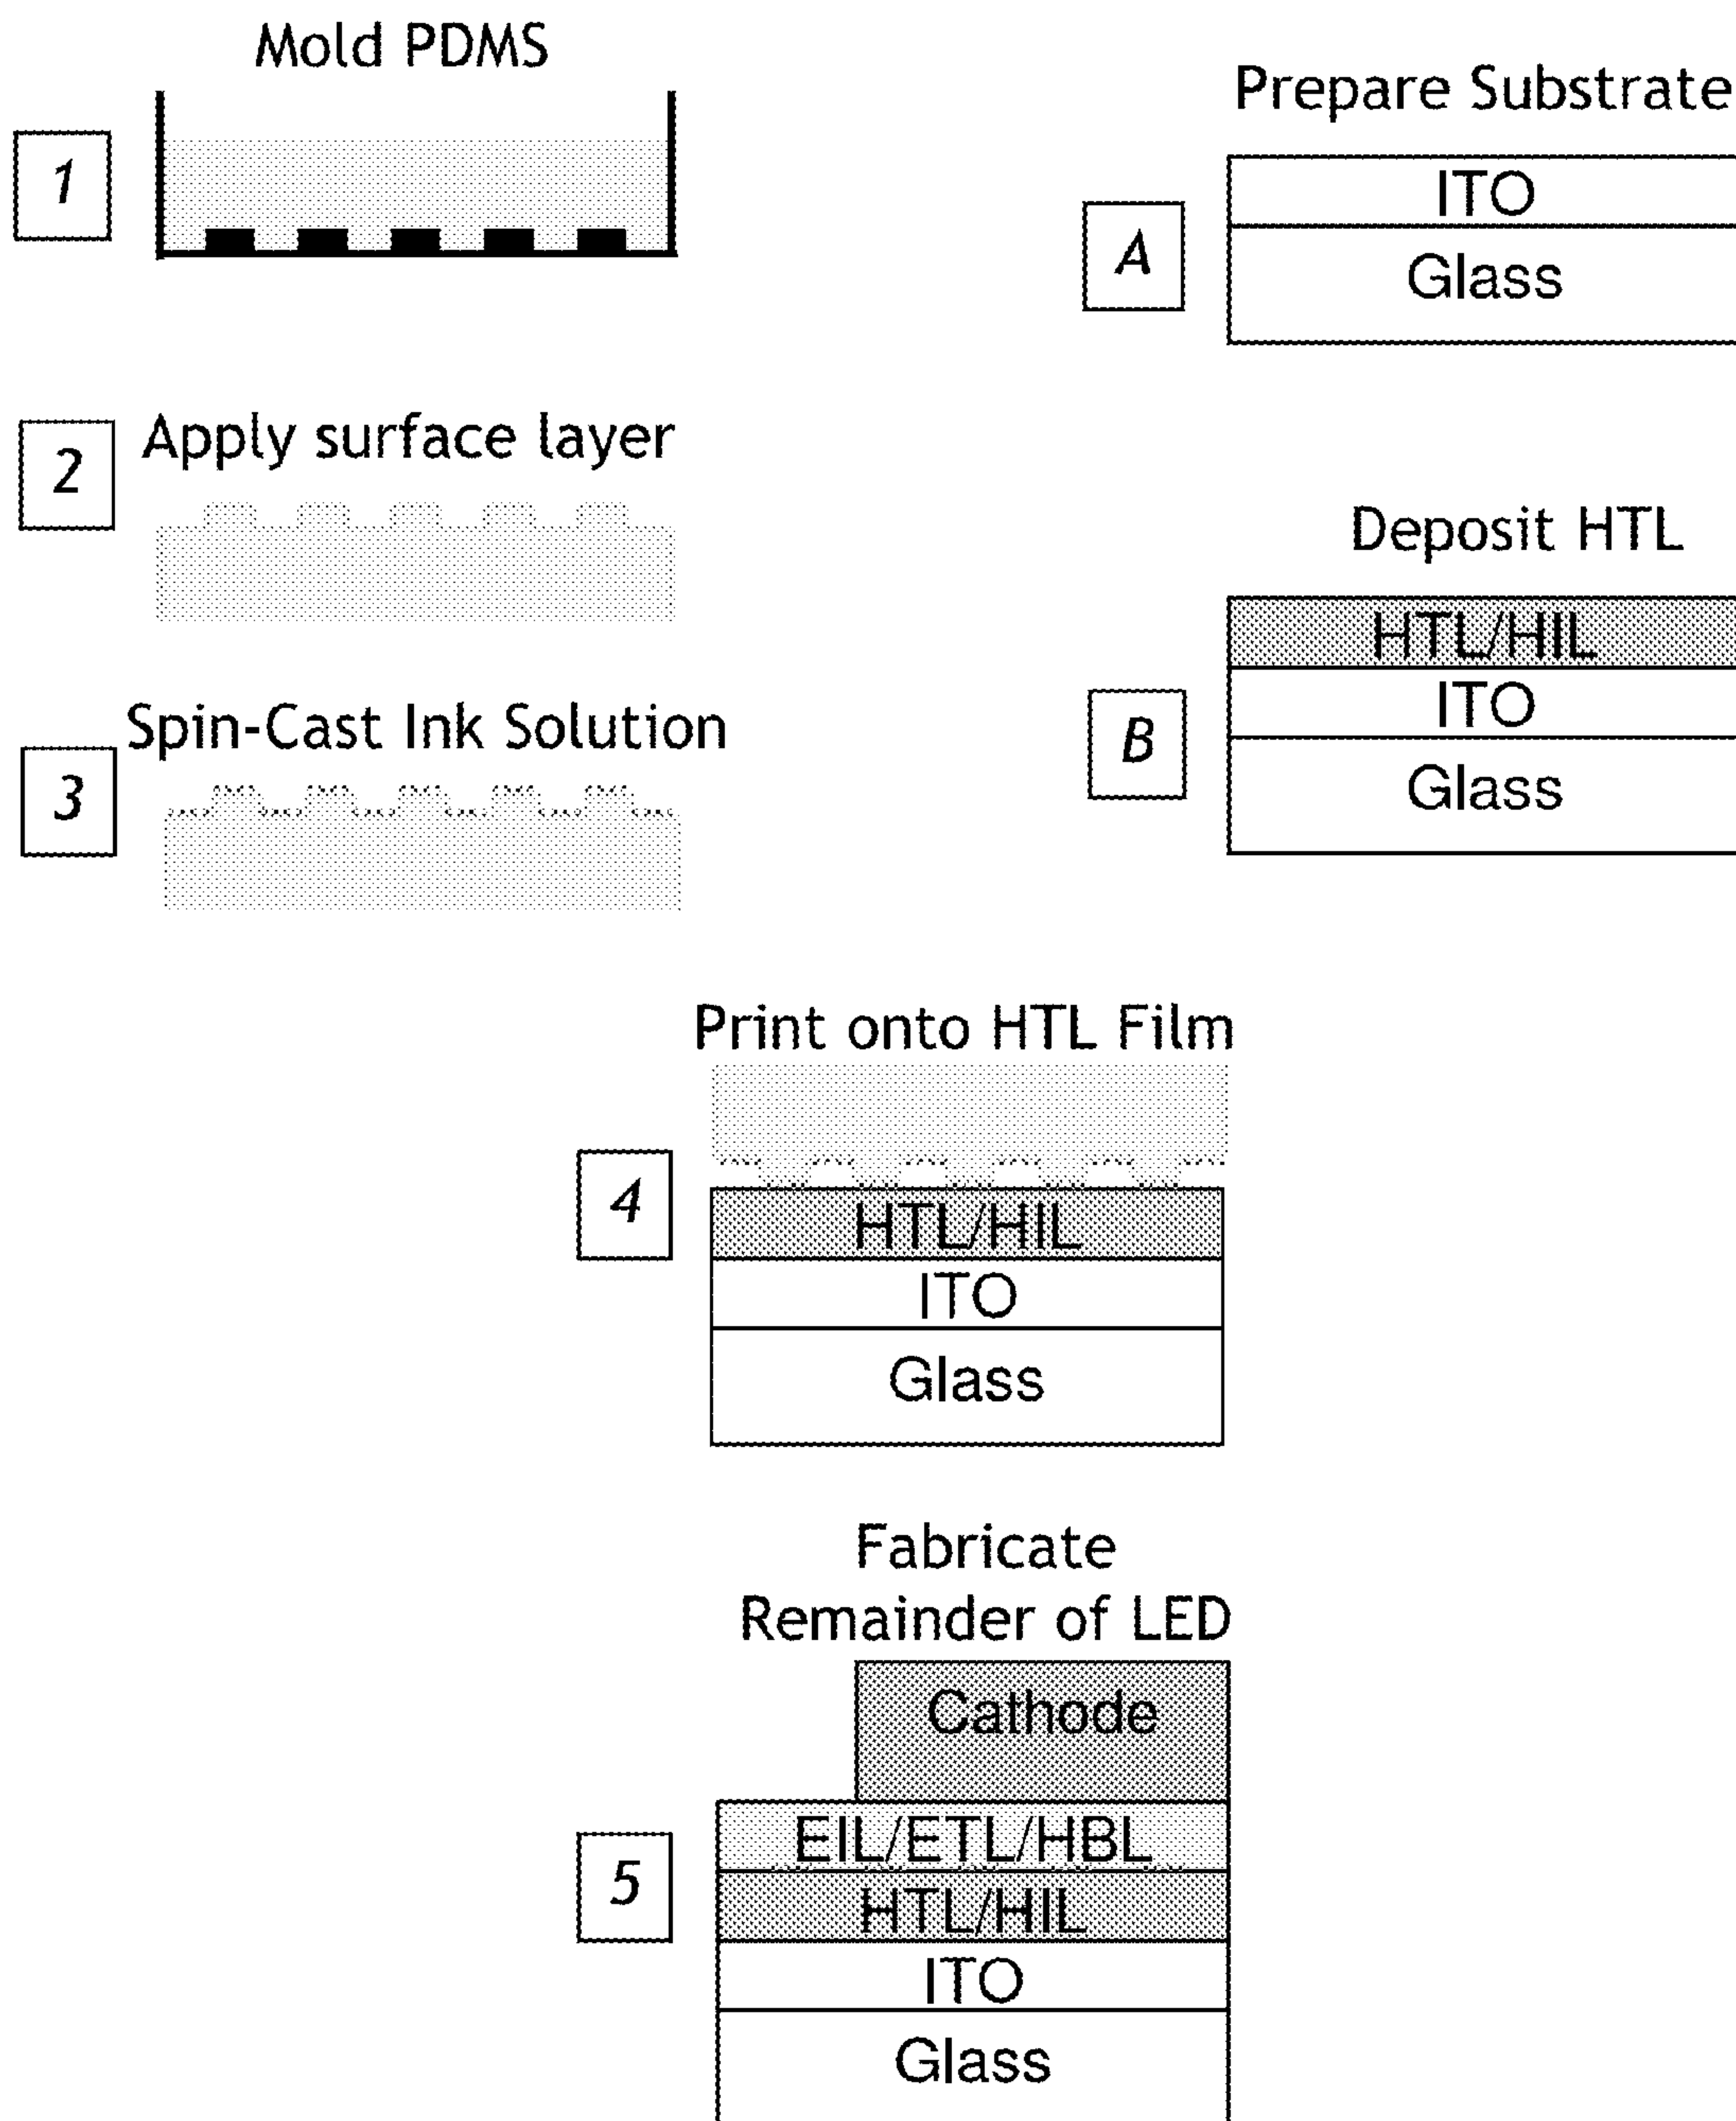 Mold PDMS
1
2
Apply surface layer
Spin-Cast Ink Solution
3
Prepare Substrate
A
ITO
Glass
Deposit HTL
B
HTL/HIL
ITO
Glass
Print onto HTL Film
4
HTL/HIL
ITO
Glass
Fabricate
Remainder of LED
Cathode
5
EIL/ETL/HBL
HTL/HIL
ITO
Glass